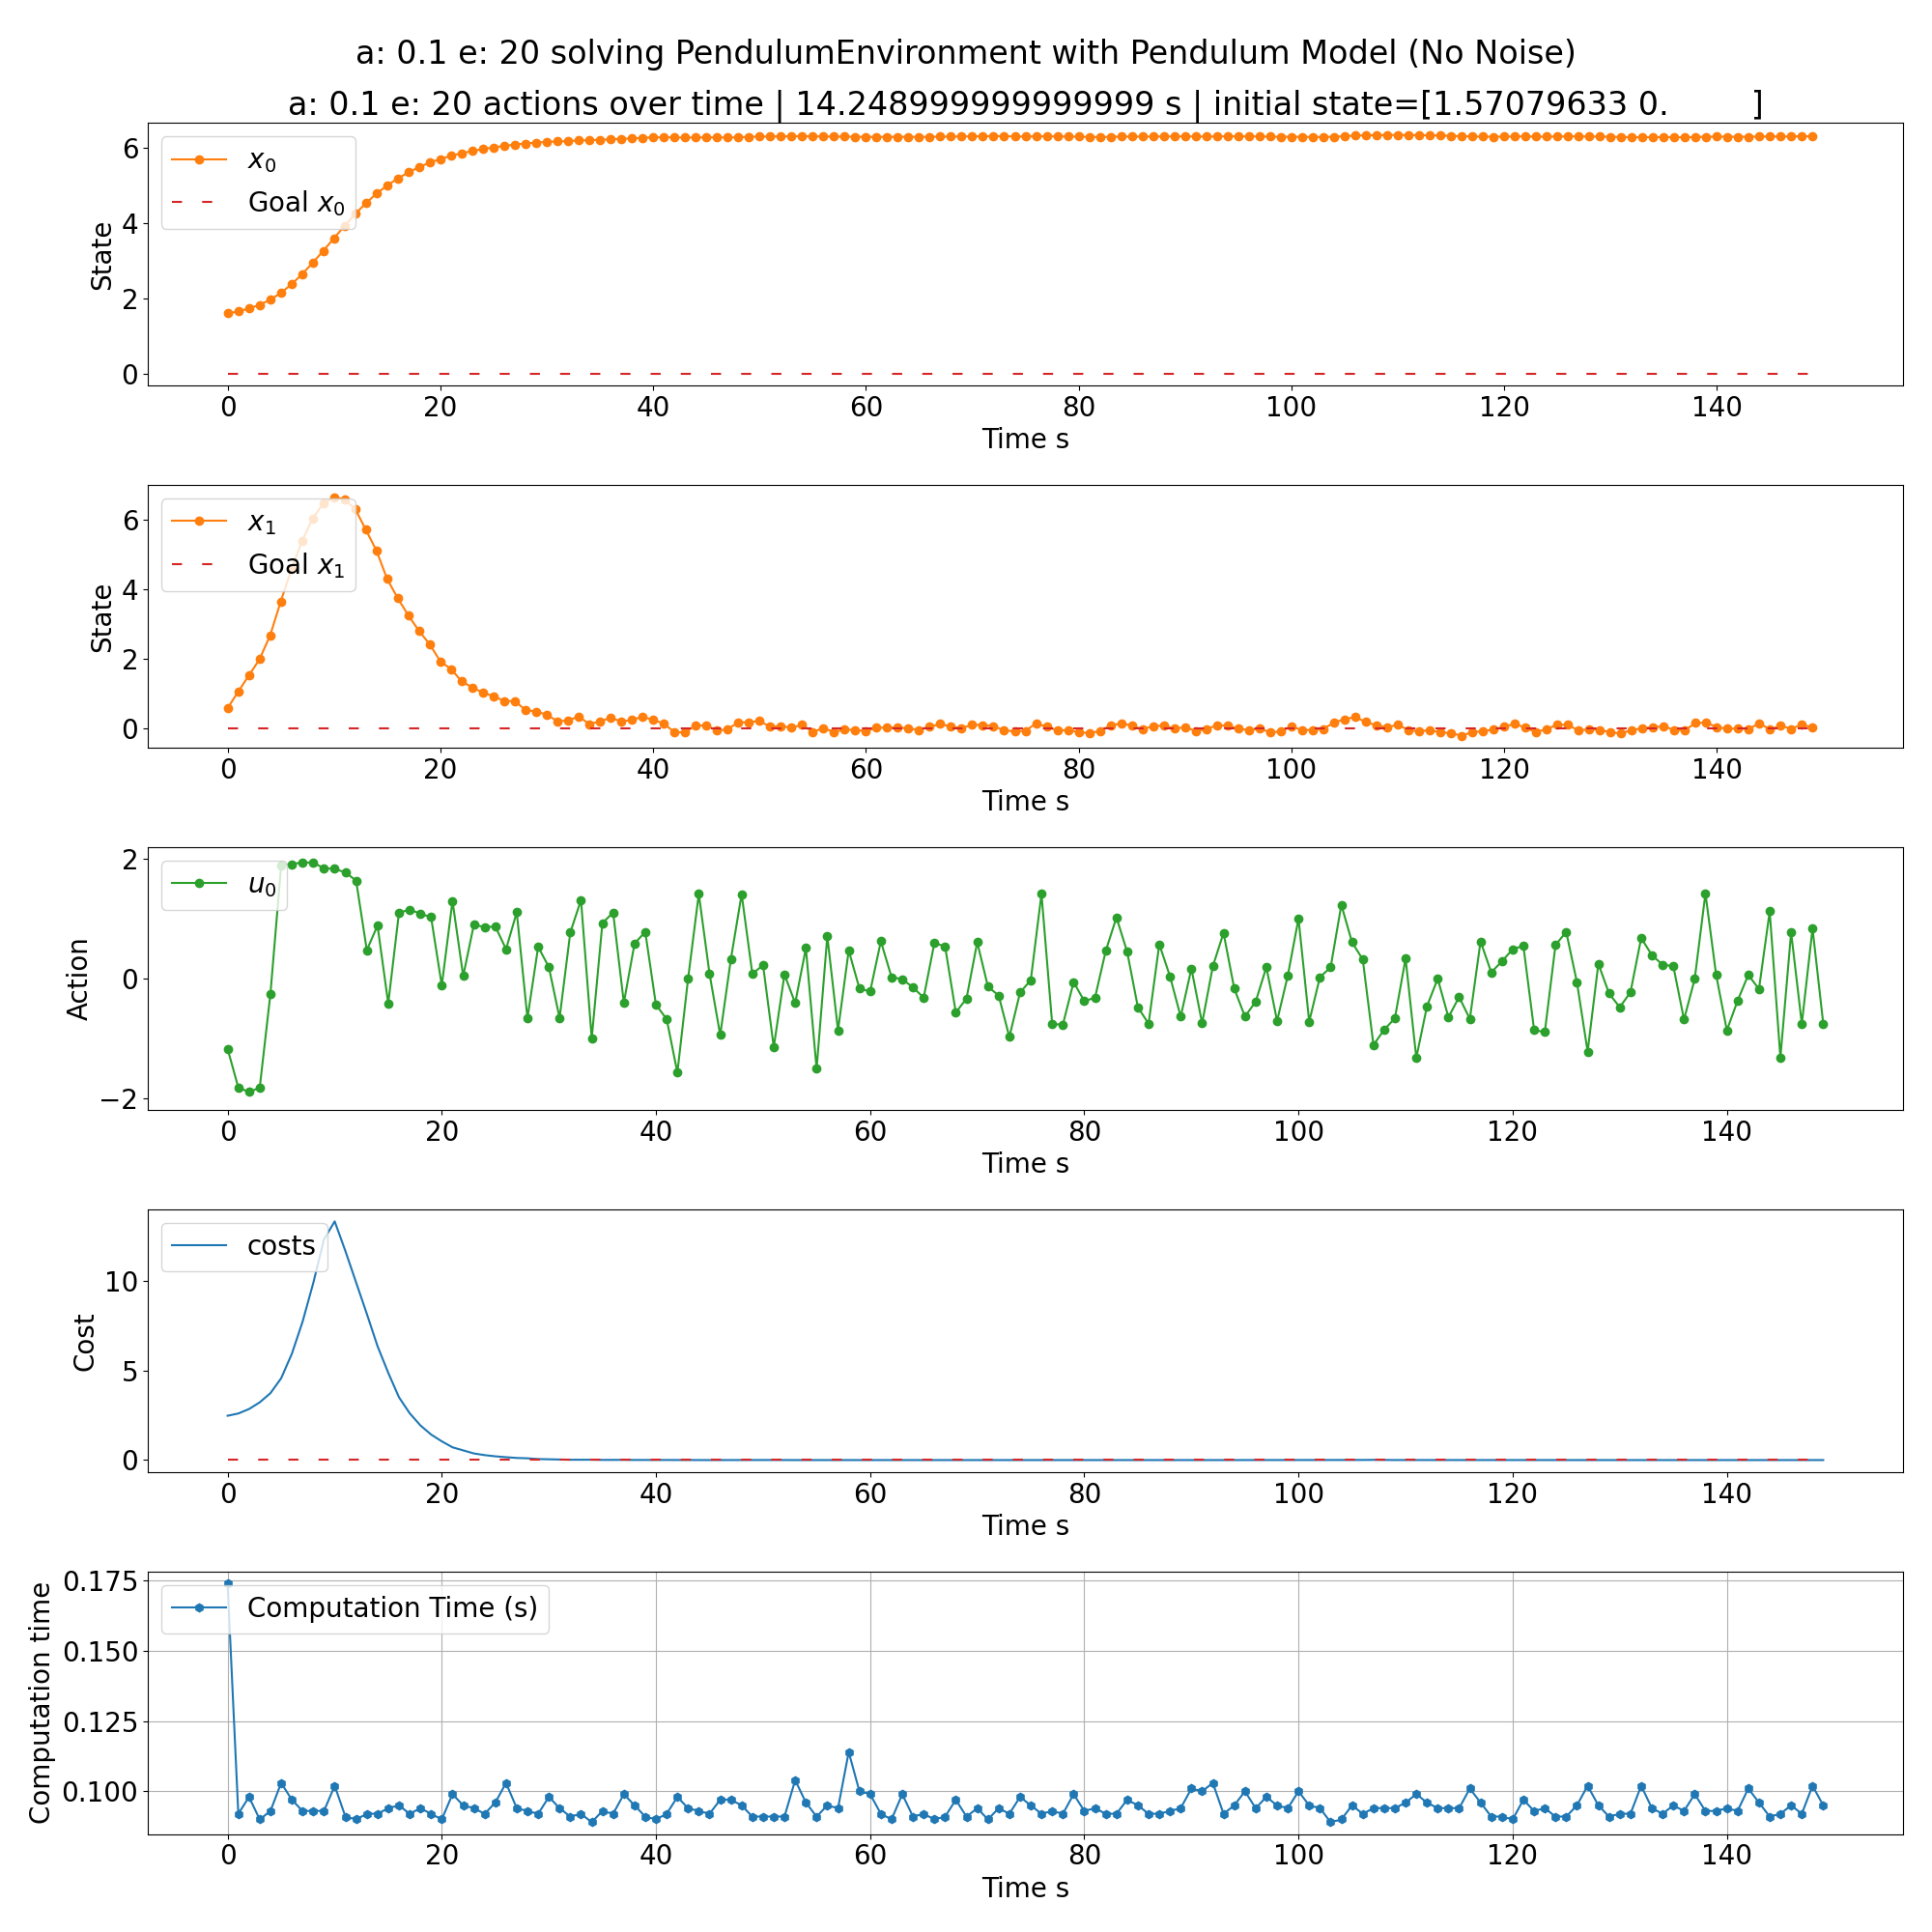 a: 0.1 e: 20 solving PendulumEnvironment with Pendulum Model (No Noise)
a: 0.1 e: 20 actions over time | 14.248999999999999 s | initial state=[1.57079633 0. ]
6
4
2
0
State
x0
Goal x0
0 20 40 60 80 100 120 140
Time s
6
4
2
0
State
x1
Goal x1
0 20 40 60 80 100 120 140
Time s
2
0
−2
Action
u0
0 20 40 60 80 100 120 140
Time s
10
5
0
Cost
costs
0 20 40 60 80 100 120 140
Time s
0.175
0.150
0.125
0.100
Computation time
Computation Time (s)
0 20 40 60 80 100 120 140
Time s